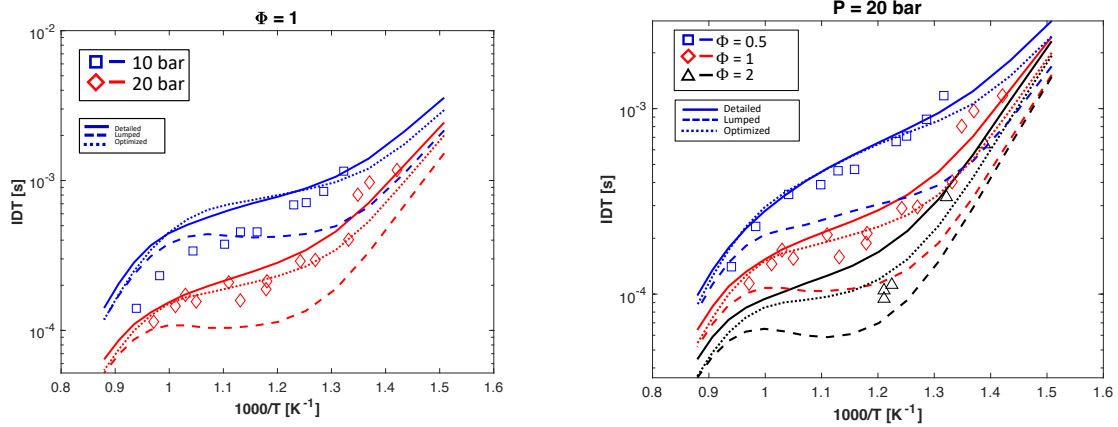 Φ = 1
10⁻²
10⁻³
10⁻⁴
IDT [s]
10 bar
20 bar
Detailed
Lumped
Optimized
0.8 0.9 1 1.1 1.2 1.3 1.4 1.5 1.6
1000/T [K⁻¹]
P = 20 bar
10⁻³
10⁻⁴
IDT [s]
Φ = 0.5
Φ = 1
Φ = 2
Detailed
Lumped
Optimized
0.8 0.9 1 1.1 1.2 1.3 1.4 1.5 1.6
1000/T [K⁻¹]